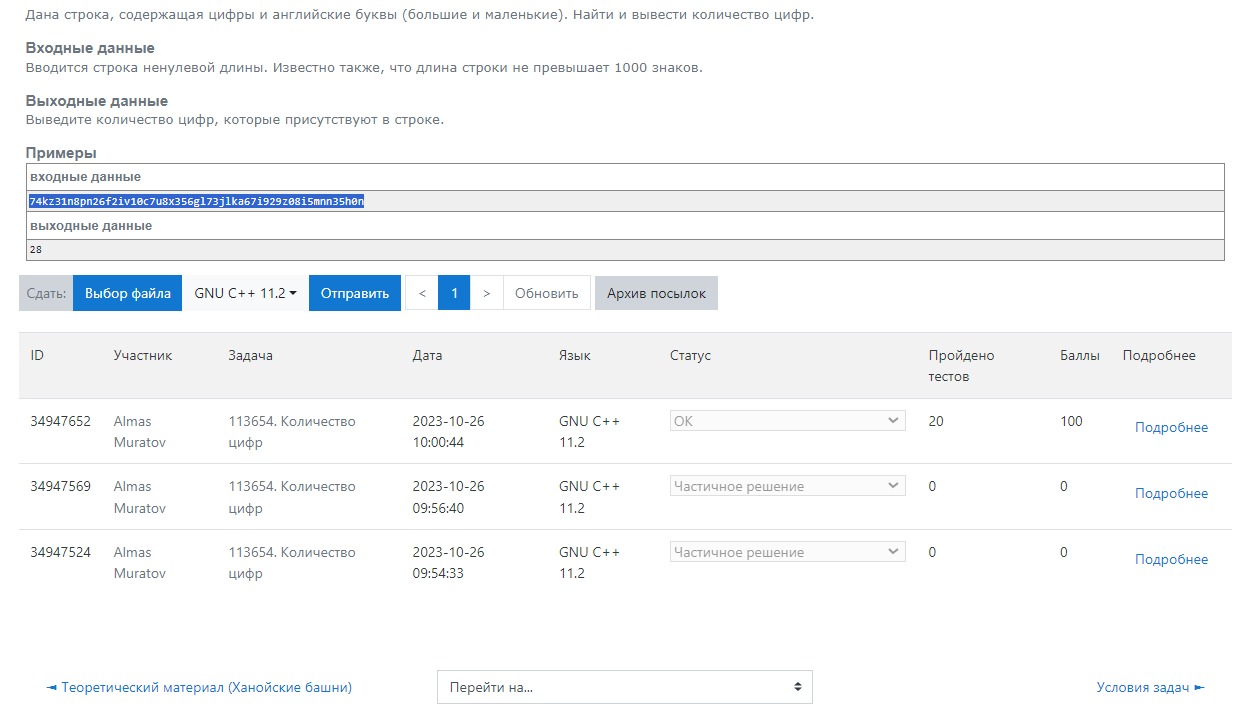 Дана строка, содержащая цифры и английские буквы (большие и маленькие). Найти и вывести количество цифр.
Входные данные
Вводится строка ненулевой длины. Известно также, что длина строки не превышает 1000 знаков.
Выходные данные
Выведите количество цифр, которые присутствуют в строке.
Примеры
входные данные
74kz31n8pn26f2iv10c7u8x356gl73jlka67i929z08i5mnn35h0n
выходные данные
28
Сдать: Выбор файла GNU C++ 11.2 Отправить < 1 > Обновить Архив посылок
ID Участник Задача Дата Язык Статус Пройдено тестов Баллы Подробнее
34947652 Almas Muratov 113654. Количество цифр 2023-10-26 10:00:44 GNU C++ 11.2 OK 20 100 Подробнее
34947569 Almas Muratov 113654. Количество цифр 2023-10-26 09:56:40 GNU C++ 11.2 Частичное решение 0 0 Подробнее
34947524 Almas Muratov 113654. Количество цифр 2023-10-26 09:54:33 GNU C++ 11.2 Частичное решение 0 0 Подробнее
◄ Теоретический материал (Ханойские башни) Перейти на... Условия задач ►